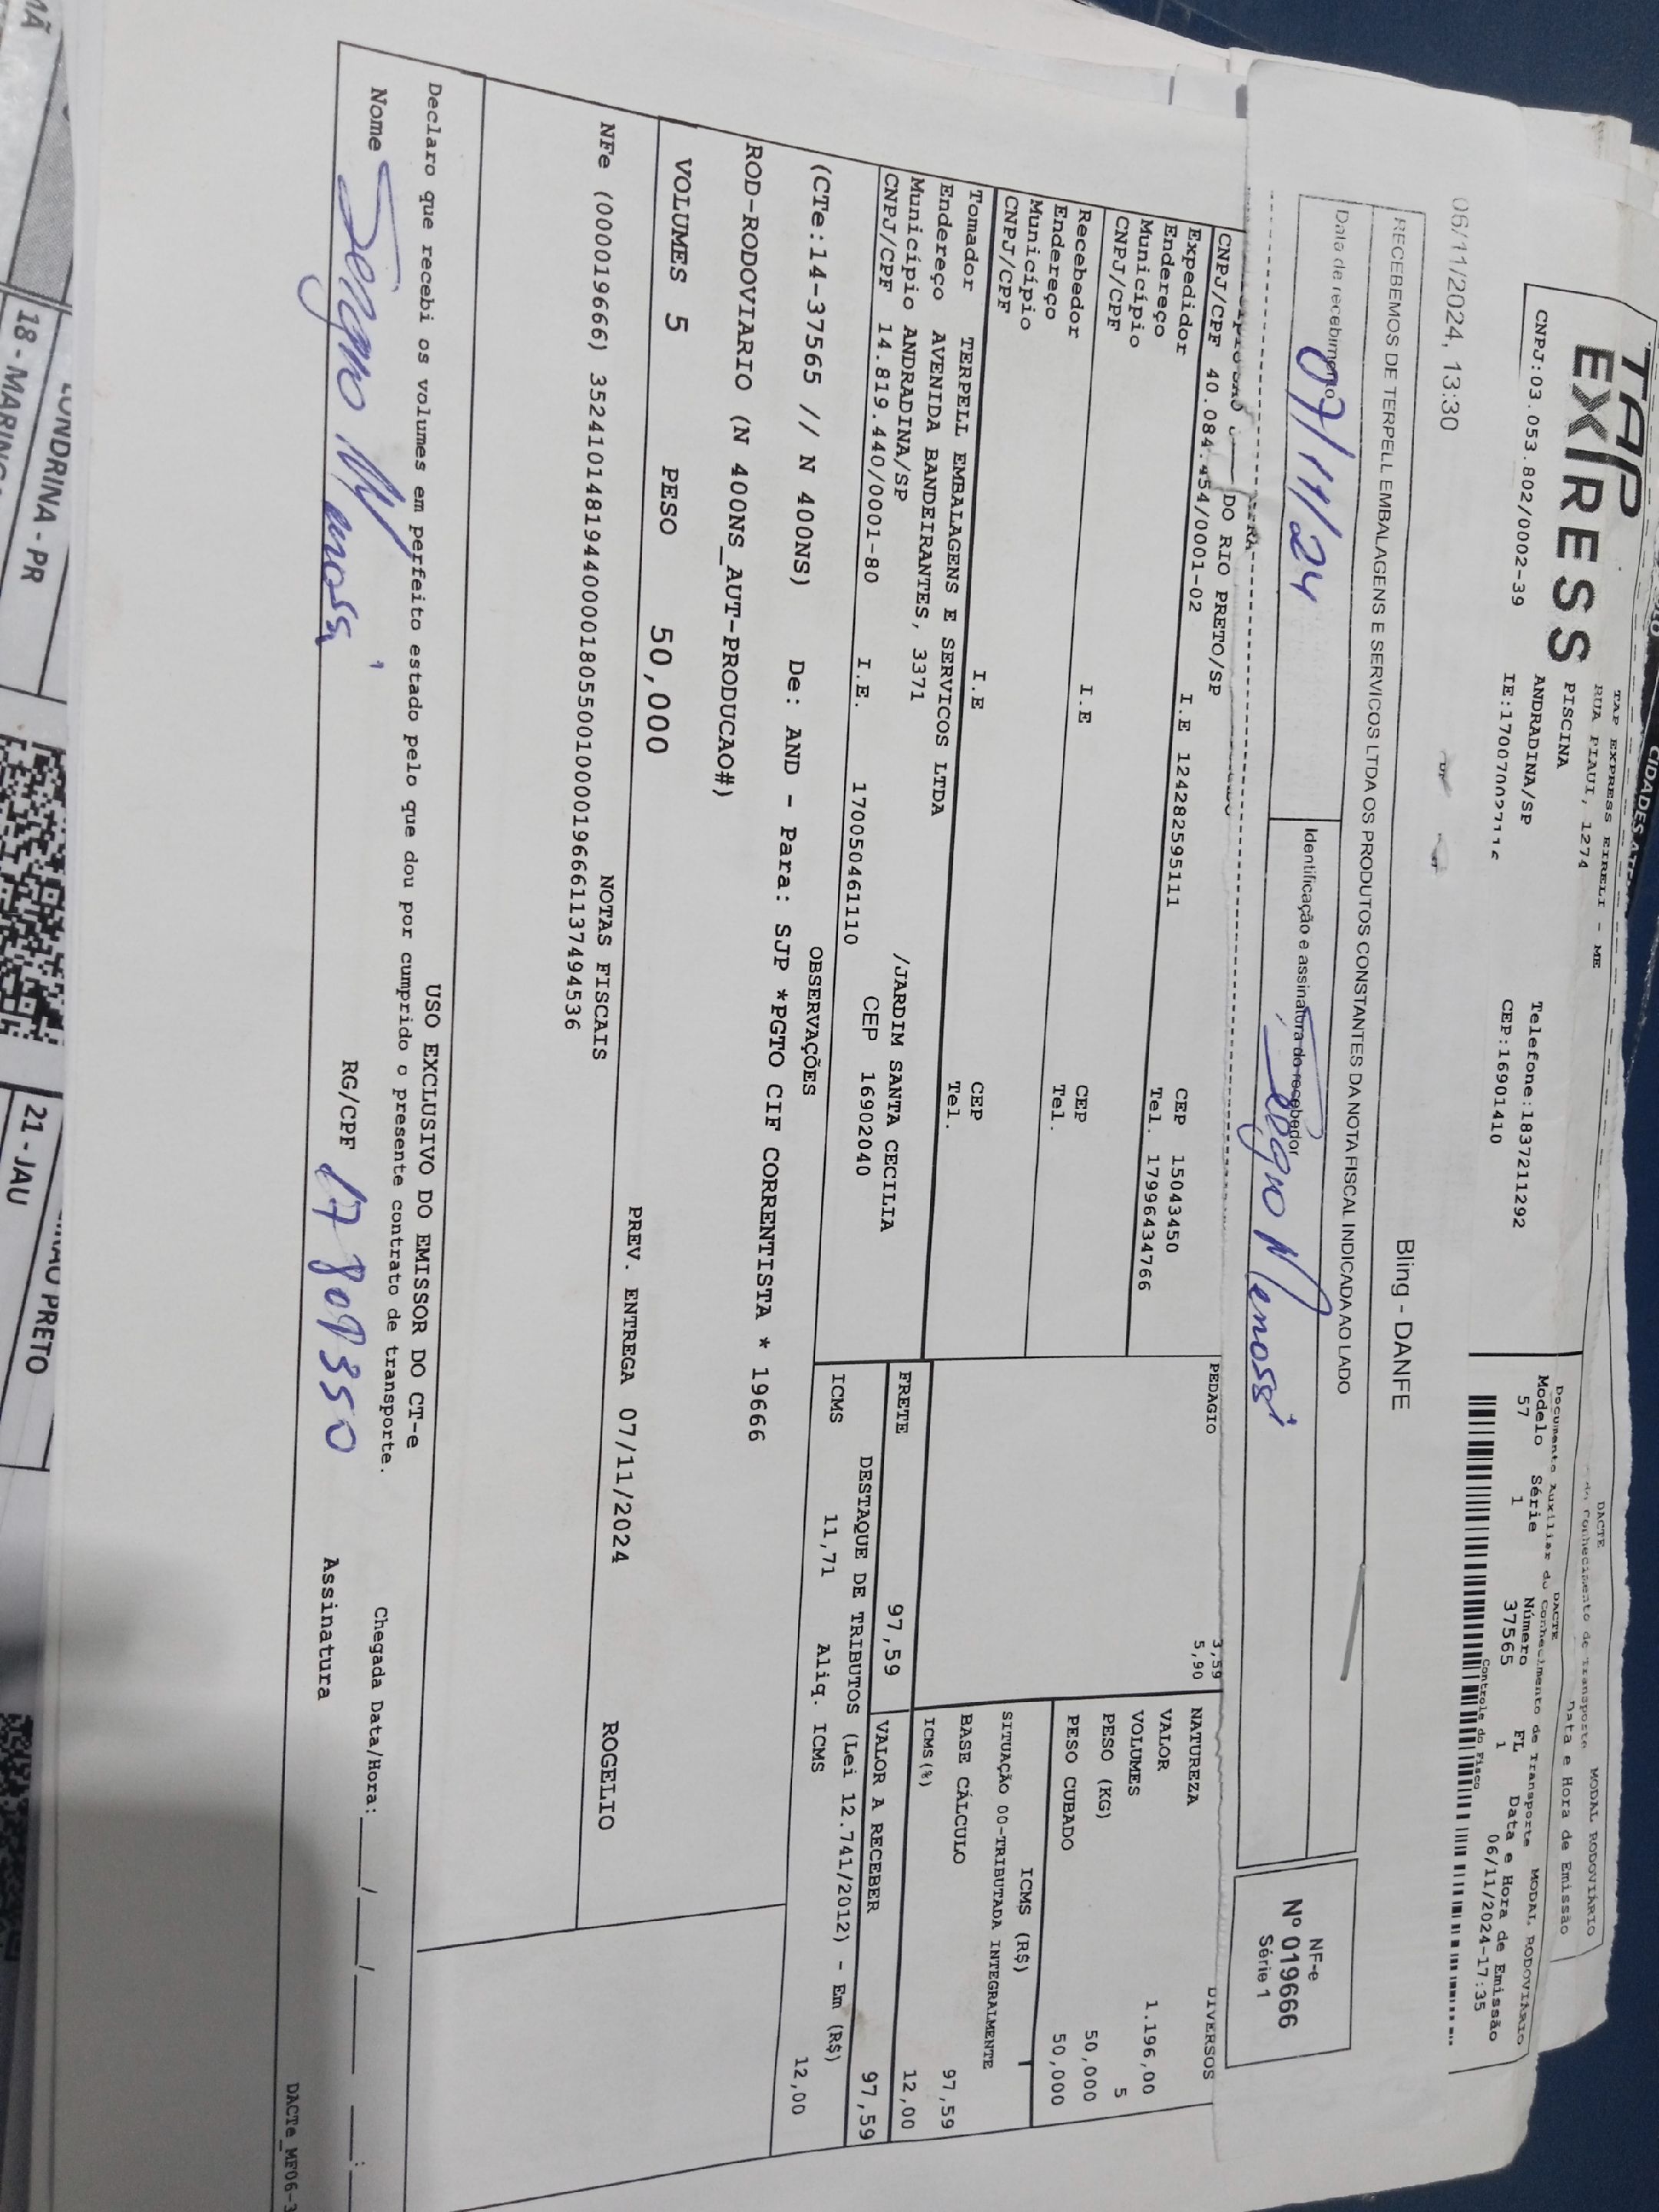 TAP
EXPRESS
CNPJ:03.053.802/0002-39
TAP EXPRESS EIRELI - ME
RUA PIAUI, 1274
PISCINA
ANDRADINA/SP
Telefone:1837211292
CEP:16901410
DACTE
MODAL RODOVIÁRIO
Data e Hora de Emissão
DACTE
Documento Auxiliar do Conhecimento de Transporte MODAL RODOVIÁRIO
Modelo Série Número FL Data e Hora de Emissão
57 1 37565 1 06/11/2024-17:35
Controle do Fisco
06/11/2024, 13:30
Bling - DANFE
RECEBEMOS DE TERPELL EMBALAGENS E SERVICOS LTDA OS PRODUTOS CONSTANTES DA NOTA FISCAL INDICADA AO LADO
Data de recebimento
07/11/24
Identificação e assinatura do recebedor
NF-e
Nº 019666
Série 1
DO RIO PRETO/SP
CNPJ/CPF 40.084.454/0001-02 I.E 124282595111
Expedidor
Endereço CEP 15043450
Município Tel. 17996434766
CNPJ/CPF
Recebedor I.E
Endereço CEP
Município Tel.
CNPJ/CPF I.E
Tomador TERPELL EMBALAGENS E SERVICOS LTDA CEP
Endereço AVENIDA BANDEIRANTES, 3371 Tel.
Município ANDRADINA/SP /JARDIM SANTA CECILIA
CNPJ/CPF 14.819.440/0001-80 I.E. 170050461110 CEP 16902040
PEDAGIO 3,59
5,90
NATUREZA DIVERSOS
VALOR 1.196,00
VOLUMES 5
PESO (KG) 50,000
PESO CUBADO 50,000
ICMS (R$)
SITUAÇÃO 00-TRIBUTADA INTEGRALMENTE
BASE CÁLCULO 97,59
ICMS(%) 12,00
FRETE 97,59
VALOR A RECEBER 97,59
DESTAQUE DE TRIBUTOS (Lei 12.741/2012) - Em (R$)
ICMS 11,71 Aliq. ICMS 12,00
OBSERVAÇÕES
(CTe:14-37565 // N 400NS) De: AND - Para: SJP *PGTO CIF CORRENTISTA * 19666
ROD-RODOVIARIO (N 400NS_AUT-PRODUCAO#)
VOLUMES 5 PESO 50,000 PREV. ENTREGA 07/11/2024 ROGELIO
NOTAS FISCAIS
NFe (000019666) 35241014819440000180550010000196661137494536
USO EXCLUSIVO DO EMISSOR DO CT-e
Declaro que recebi os volumes em perfeito estado pelo que dou por cumprido o presente contrato de transporte.
Nome RG/CPF 17809350 Assinatura Chegada Data/Hora:
LONDRINA - PR
18 - MARINGÁ
21 - JAU
PRETO